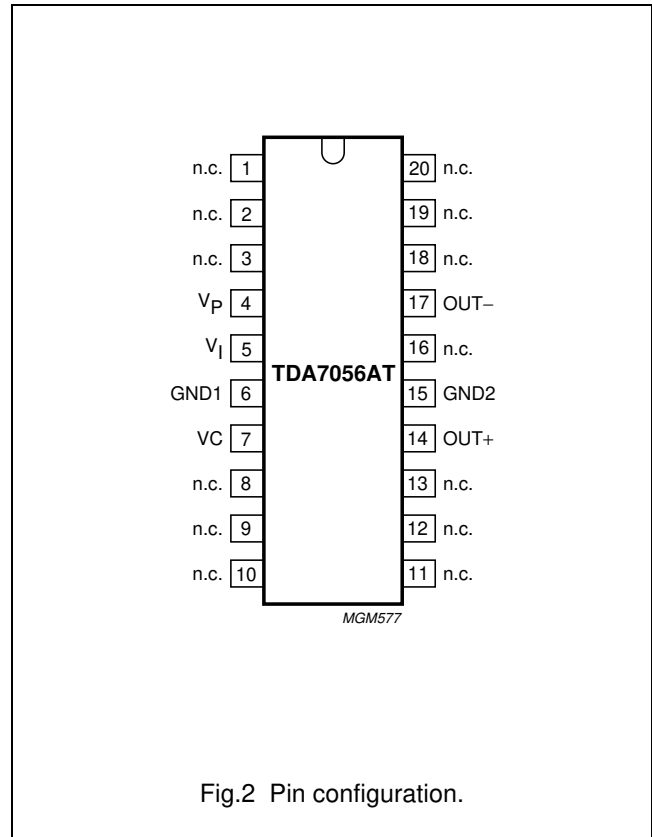 n.c. 1 20 n.c.
n.c. 2 19 n.c.
n.c. 3 18 n.c.
VP 4 17 OUT−
VI 5 16 n.c.
TDA7056AT
GND1 6 15 GND2
VC 7 14 OUT+
n.c. 8 13 n.c.
n.c. 9 12 n.c.
n.c. 10 11 n.c.
MGM577
Fig.2 Pin configuration.